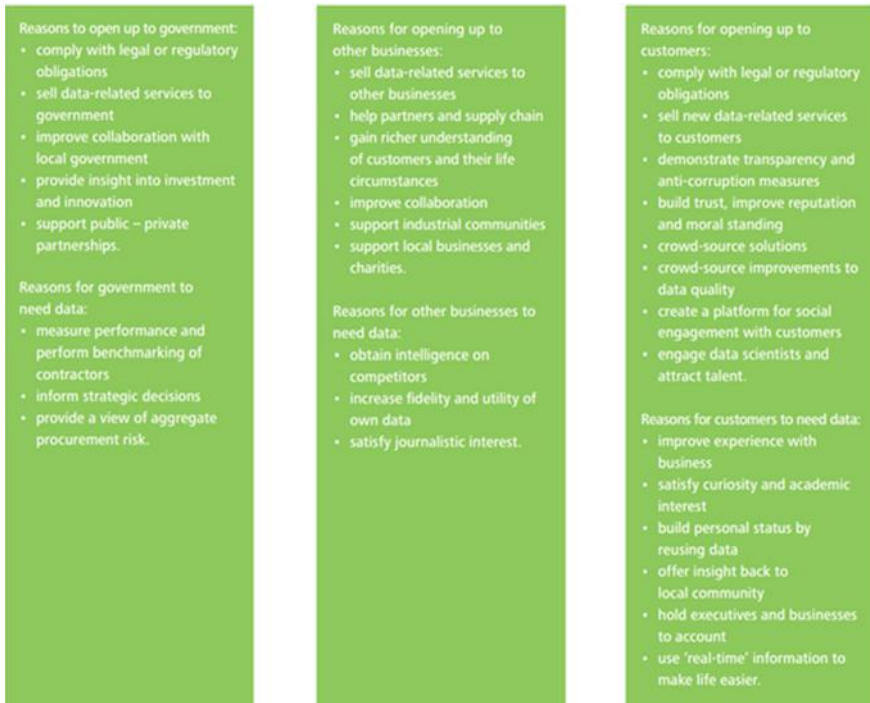 Reasons to open up to government:
• comply with legal or regulatory
obligations
• sell data-related services to
government
• improve collaboration with
local government
• provide insight into investment
and innovation
• support public – private
partnerships.
Reasons for government to
need data:
• measure performance and
perform benchmarking of
contractors
• inform strategic decisions
• provide a view of aggregate
procurement risk.
Reasons for opening up to
other businesses:
• sell data-related services to
other businesses
• help partners and supply chain
• gain richer understanding
of customers and their life
circumstances
• improve collaboration
• support industrial communities
• support local businesses and
charities.
Reasons for other businesses to
need data:
• obtain intelligence on
competitors
• increase fidelity and utility of
own data
• satisfy journalistic interest.
Reasons for opening up to
customers:
• comply with legal or regulatory
obligations
• sell new data-related services
to customers
• demonstrate transparency and
anti-corruption measures
• build trust, improve reputation
and moral standing
• crowd-source solutions
• crowd-source improvements to
data quality
• create a platform for social
engagement with customers
• engage data scientists and
attract talent.
Reasons for customers to need data:
• improve experience with
business
• satisfy curiosity and academic
interest
• build personal status by
reusing data
• offer insight back to
local community
• hold executives and businesses
to account
• use ‘real-time’ information to
make life easier.